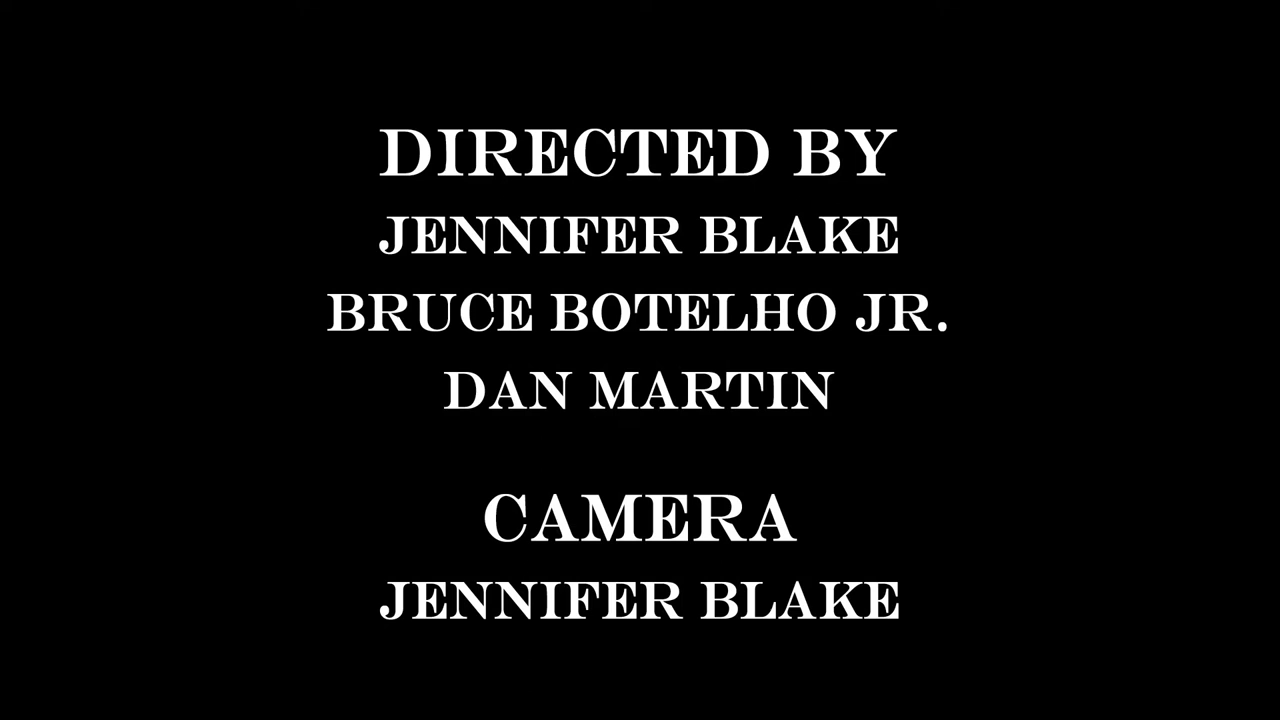 DIRECTED BY
JENNIFER BLAKE
BRUCE BOTELHO JR.
DAN MARTIN
CAMERA
JENNIFER BLAKE